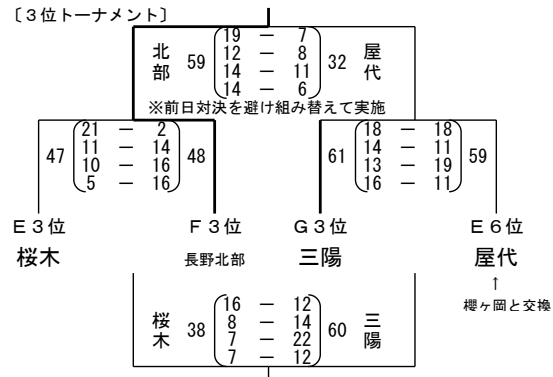 〔３位トーナメント〕
北部 59 19 － 7 32 屋代
12 － 8
14 － 11
14 － 6
※前日対決を避け組み替えて実施
47 21 － 2 48
11 － 14
10 － 16
5 － 16
61 18 － 18 59
14 － 11
13 － 19
16 － 11
Ｅ３位 Ｆ３位 Ｇ３位 Ｅ６位
桜木 長野北部 三陽 屋代
↑
櫻ヶ岡と交換
桜木 38 16 － 12 60 三陽
8 － 14
7 － 22
7 － 12